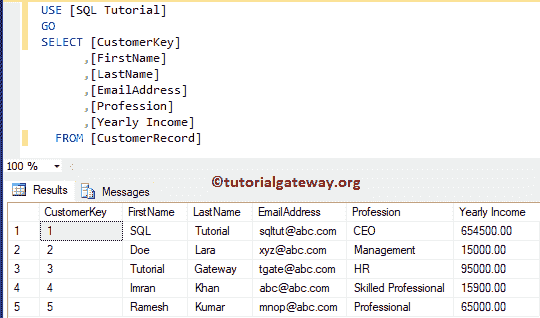 USE [SQL Tutorial]
GO
SELECT [CustomerKey]
,[FirstName]
,[LastName]
,[EmailAddress]
,[Profession]
,[Yearly Income]
FROM [CustomerRecord]
100 %
Results Messages
©tutorialgateway.org
CustomerKey FirstName LastName EmailAddress Profession Yearly Income
1 1 SQL Tutorial sqltut@abc.com CEO 654500.00
2 2 Doe Lara xyz@abc.com Management 15000.00
3 3 Tutorial Gateway tgate@abc.com HR 95000.00
4 4 Imran Khan abc@abc.com Skilled Professional 15900.00
5 5 Ramesh Kumar mnop@abc.com Professional 65000.00